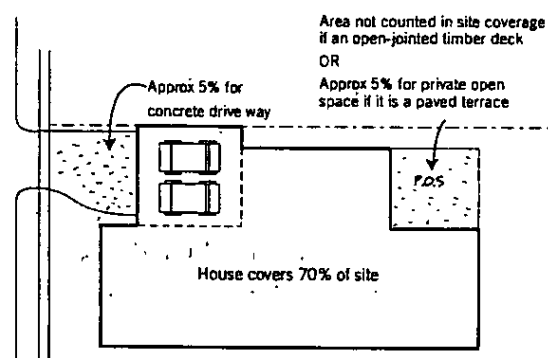 Area not counted in site coverage
if an open-jointed timber deck
OR
Approx 5% for private open
space if it is a paved terrace
Approx 5% for
concrete drive way
P.O.S
House covers 70% of site